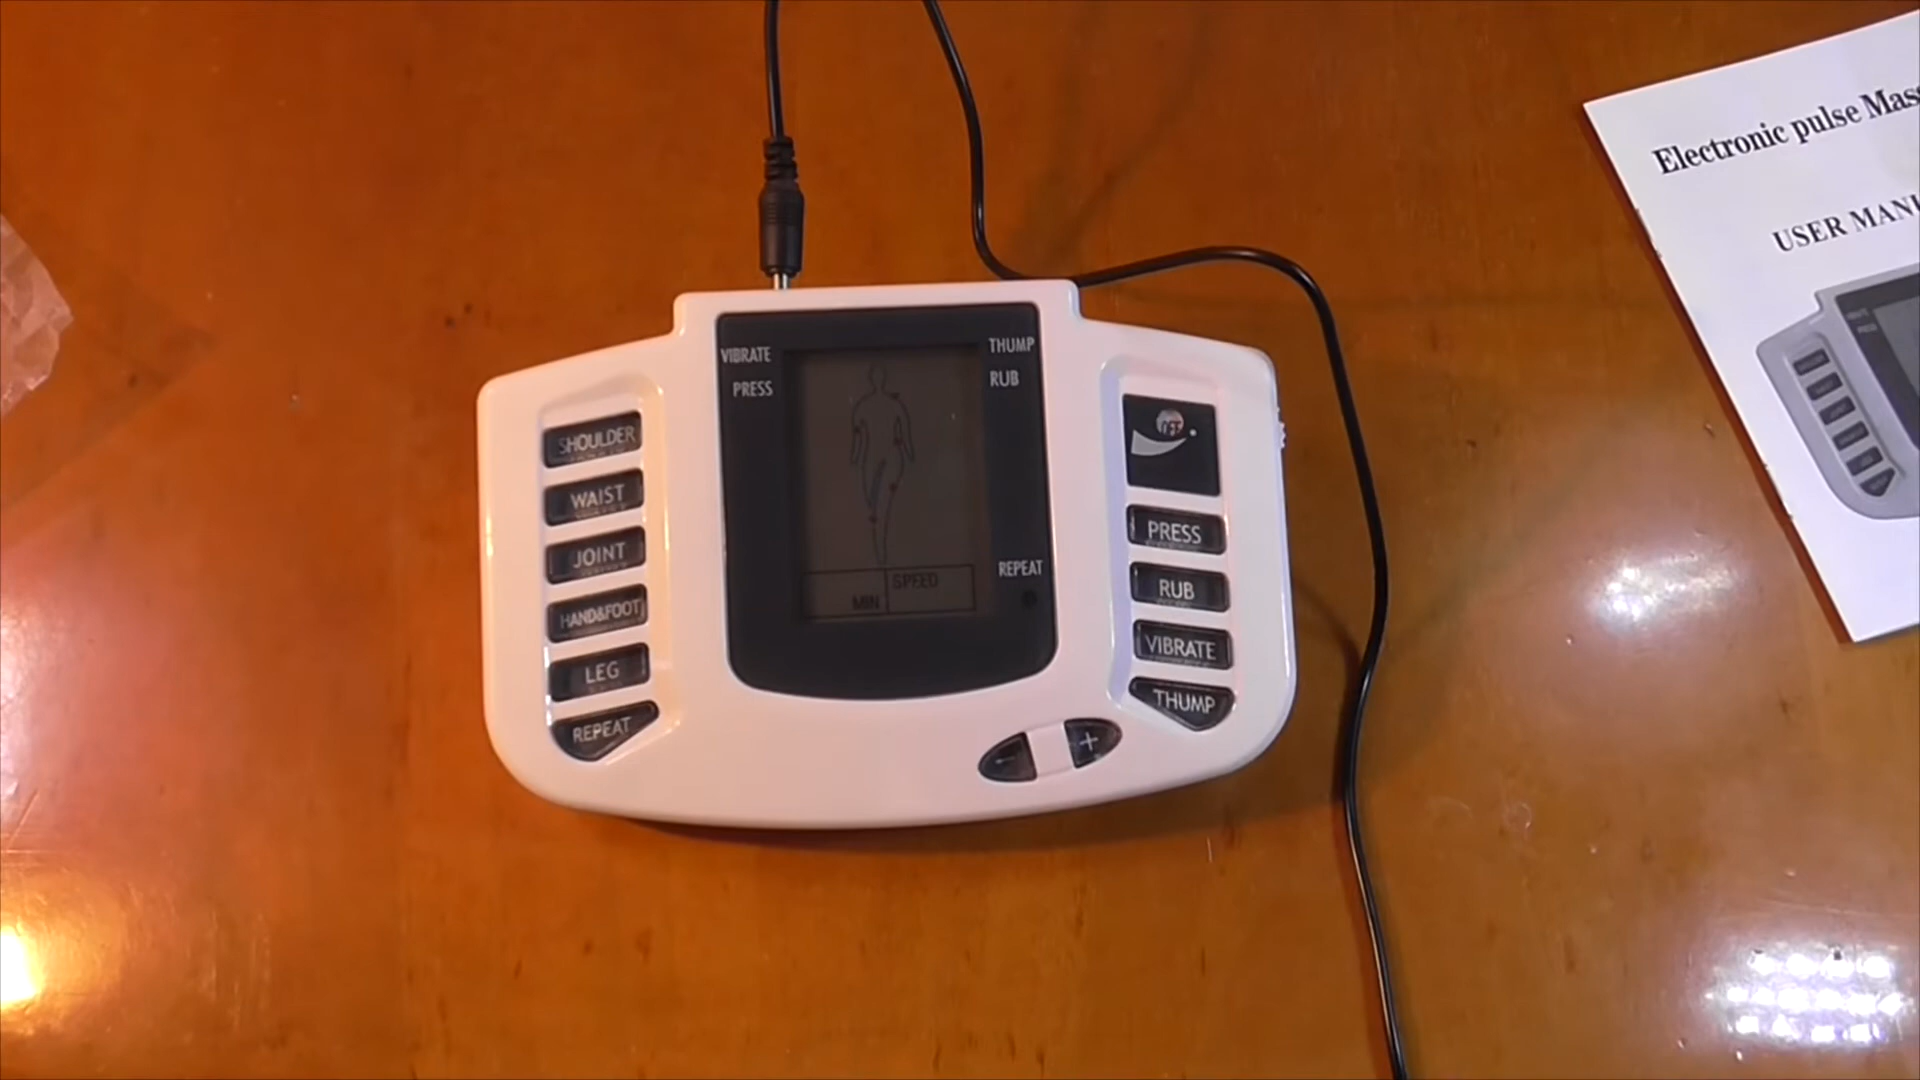 Electronic pulse Mass
USER MANU
VIBRATE
PRESS
THUMP
RUB
SHOULDER
WAIST
JOINT
HAND&FOOT
LEG
REPEAT
SPEED
MIN
REPEAT
OFF
PRESS
RUB
VIBRATE
THUMP
-
+